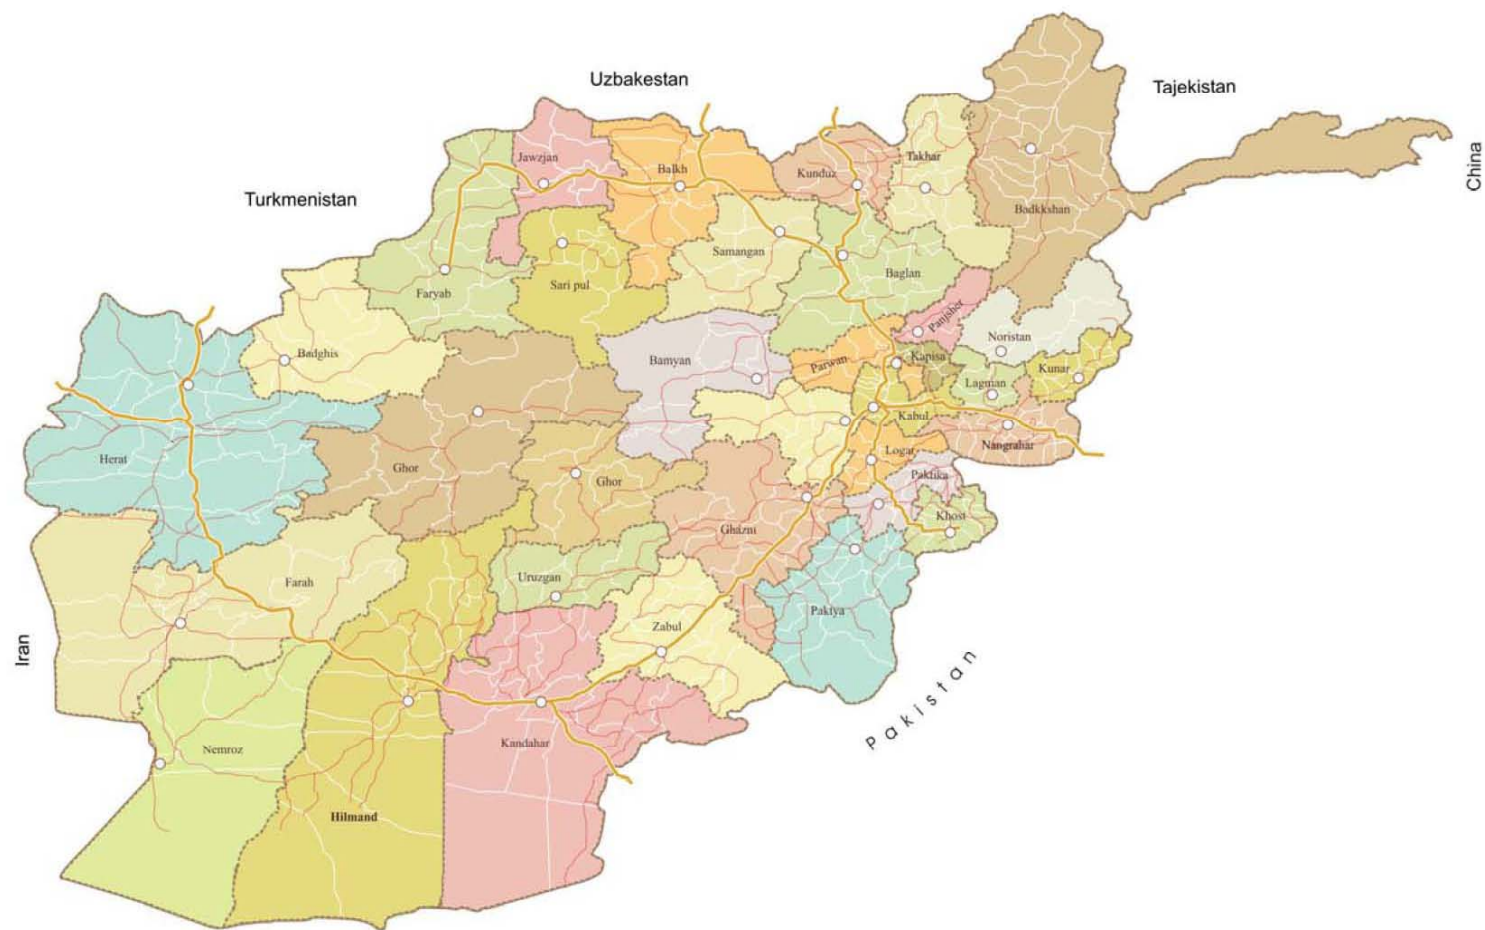 Uzbakestan
Tajekistan
China
Turkmenistan
Jawzjan
Balkh
Kunduz
Takhar
Badkkshan
Samangan
Baglan
Faryab
Sari pul
Panjsher
Noristan
Badghis
Bamyan
Parwan
Kapisa
Kunar
Lagman
Kabul
Herat
Ghor
Ghor
Logar
Nangrahar
Paktika
Khost
Ghazni
Farah
Uruzgan
Zabul
Paktya
Iran
Pakistan
Nemroz
Kandahar
Hilmand